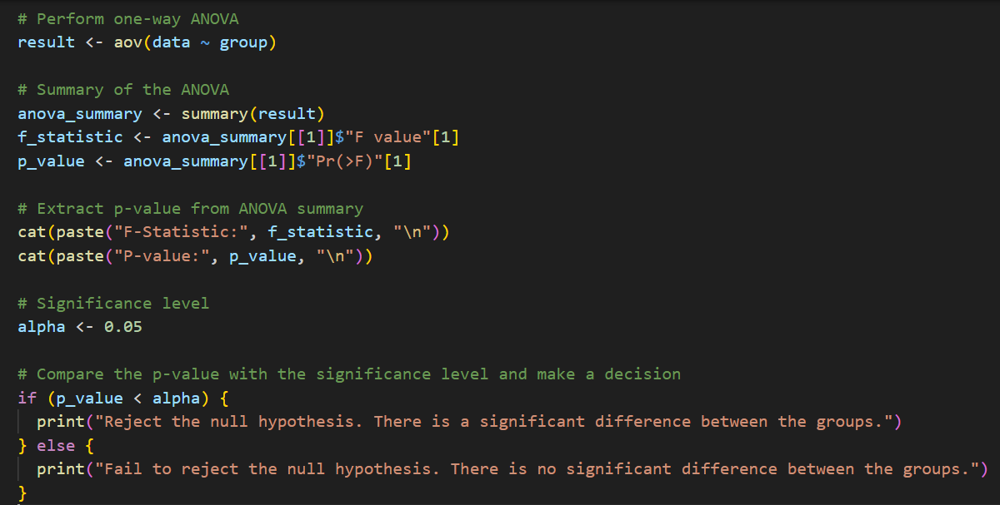 # Perform one-way ANOVA
result <- aov(data ~ group)
# Summary of the ANOVA
anova_summary <- summary(result)
f_statistic <- anova_summary[[1]]$"F value"[1]
p_value <- anova_summary[[1]]$"Pr(>F)"[1]
# Extract p-value from ANOVA summary
cat(paste("F-Statistic:", f_statistic, "\n"))
cat(paste("P-value:", p_value, "\n"))
# Significance level
alpha <- 0.05
# Compare the p-value with the significance level and make a decision
if (p_value < alpha) {
  print("Reject the null hypothesis. There is a significant difference between the groups.")
} else {
  print("Fail to reject the null hypothesis. There is no significant difference between the groups.")
}